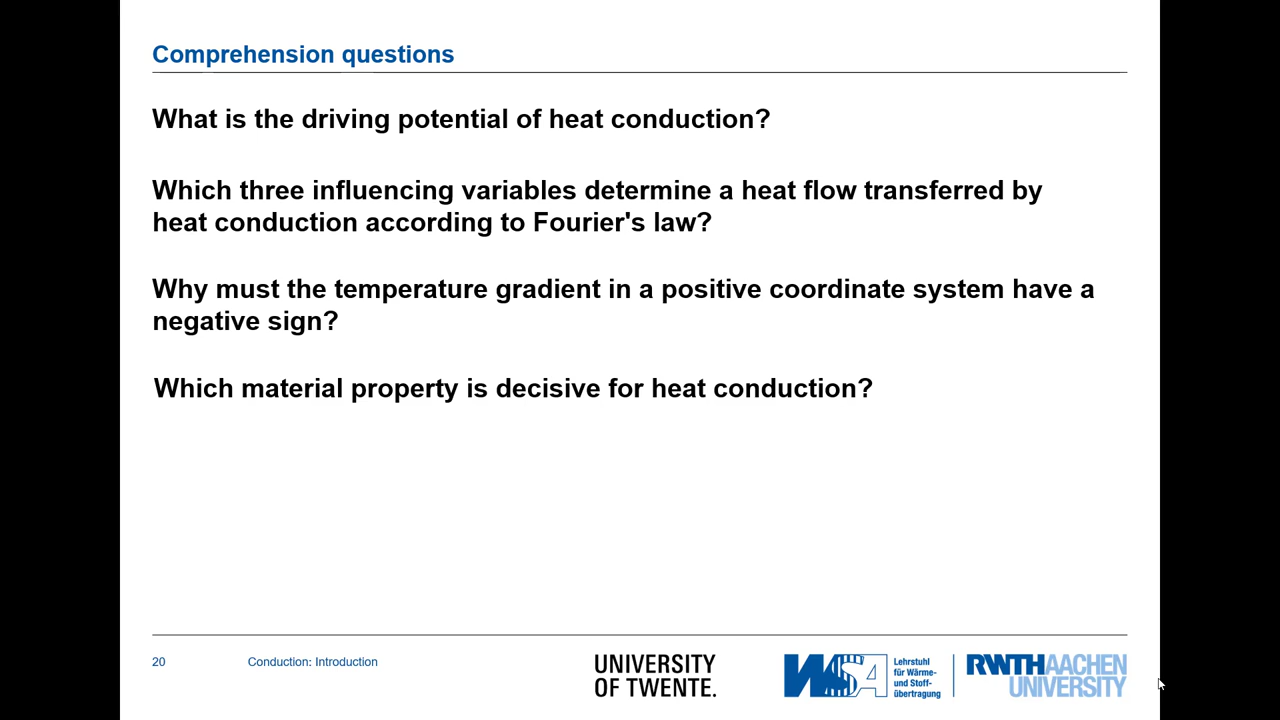 Comprehension questions
What is the driving potential of heat conduction?
Which three influencing variables determine a heat flow transferred by
heat conduction according to Fourier's law?
Why must the temperature gradient in a positive coordinate system have a
negative sign?
Which material property is decisive for heat conduction?
20
Conduction: Introduction
UNIVERSITY
OF TWENTE.
WSA
Lehrstuhl
für Wärme-
und Stoff-
übertragung
RWTHAACHEN
UNIVERSITY